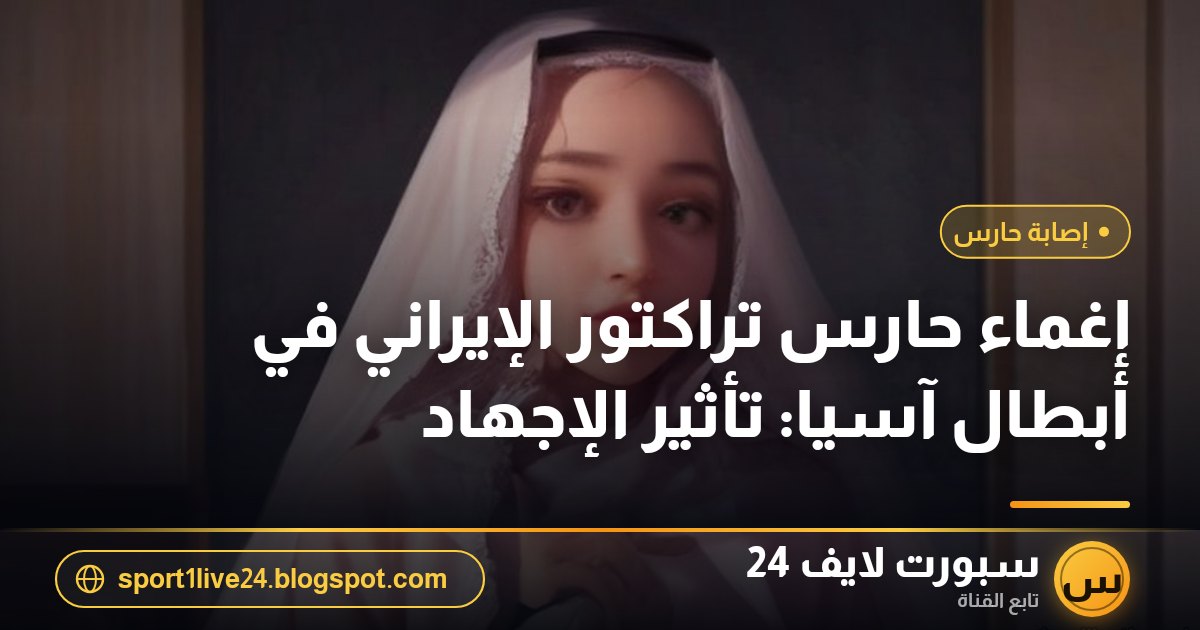 إصابة حارس
إغماء حارس تراكتور الإيراني في
أبطال آسيا: تأثير الإجهاد
سبورت لايف 24
تابع القناة
س
sport1live24.blogspot.com